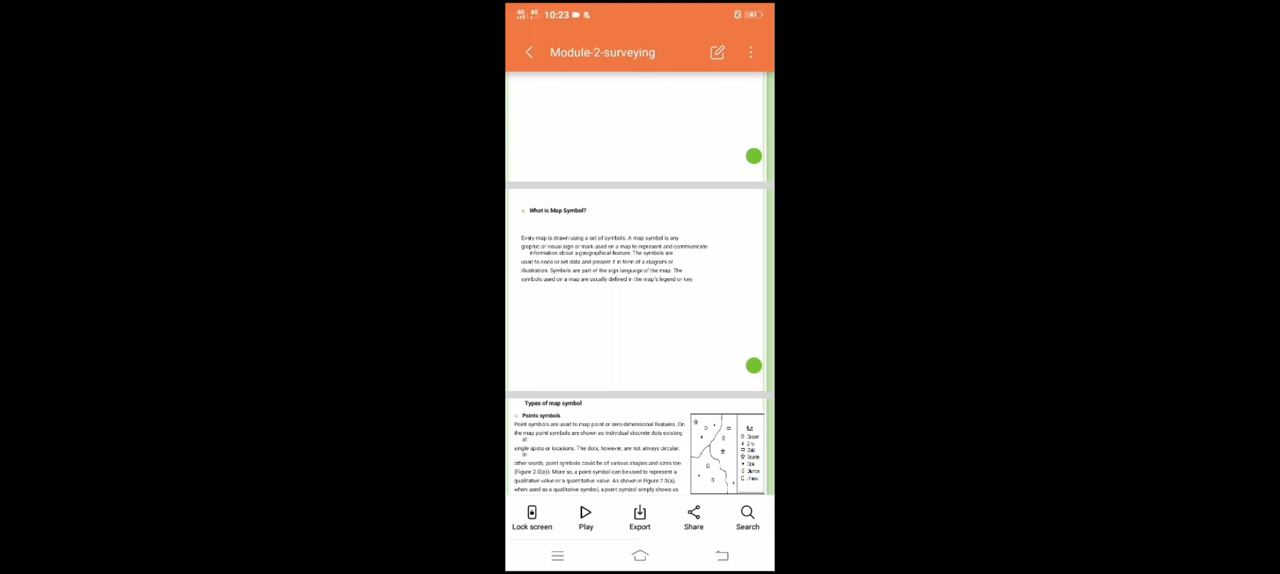 10:23
Module-2-surveying
What is Map Symbol?
Every map is drawn using a set of symbols. A map symbol is any
graphic or visual sign or mark used on a map to represent and communicate
information about a geographical feature. The symbols are
used to code or set data and present it in form of a diagram or
illustration. Symbols are part of the sign language of the map. The
symbols used on a map are usually defined in the map's legend or key.
Types of map symbol
Points symbols
Point symbols are used to map point or zero-dimensional features. On
the map point symbols are shown as individual discrete dots existing
at
single spots or locations. The dots, however, are not always circular.
In
other words, point symbols could be of various shapes and sizes too
(Figure 2.0(a)). More so, a point symbol can be used to represent a
qualitative value or a quantitative value. As shown in Figure 2.0(a),
when used as a qualitative symbol, a point symbol simply shows us
Lock screen
Play
Export
Share
Search